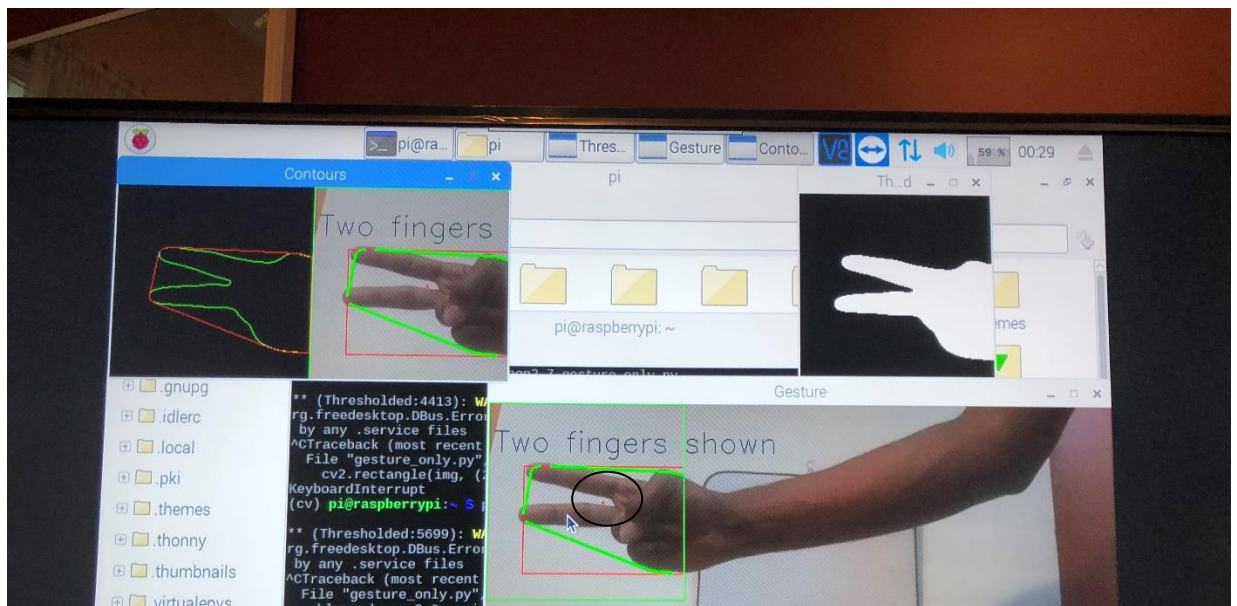 pi@ra...
pi
Thres...
Gesture
Conto...
59 %
00:29
Contours
pi
Th...d
Two fingers
pi@raspberrypi: ~
emes
.gnupg
.idlerc
.local
.pki
.themes
.thonny
.thumbnails
virtualenvs
gesture_only.py
** (Thresholded:4413): W
rg.freedesktop.DBus.Error
by any .service files
^CTraceback (most recent
File "gesture_only.py",
cv2.rectangle(img, (
KeyboardInterrupt
(cv) pi@raspberrypi:~ $ p
** (Thresholded:5699): W
rg.freedesktop.DBus.Error
by any .service files
^CTraceback (most recent
File "gesture_only.py",
Gesture
Two fingers shown